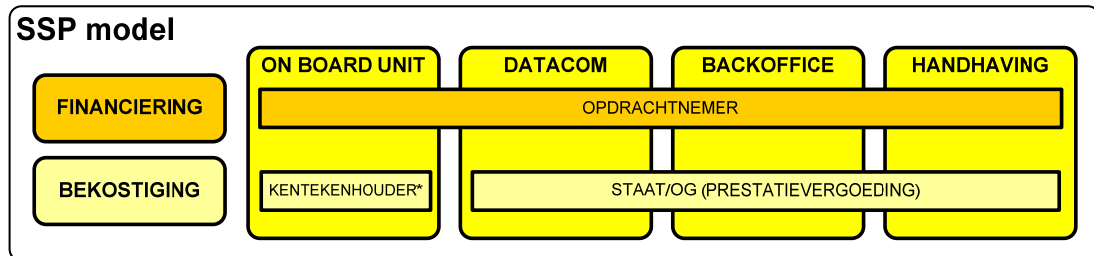 SSP model
ON BOARD UNIT
DATACOM
BACKOFFICE
HANDHAVING
FINANCIERING
OPDRACHTNEMER
BEKOSTIGING
KENTEKENHOUDER*
STAAT/OG (PRESTATIEVERGOEDING)